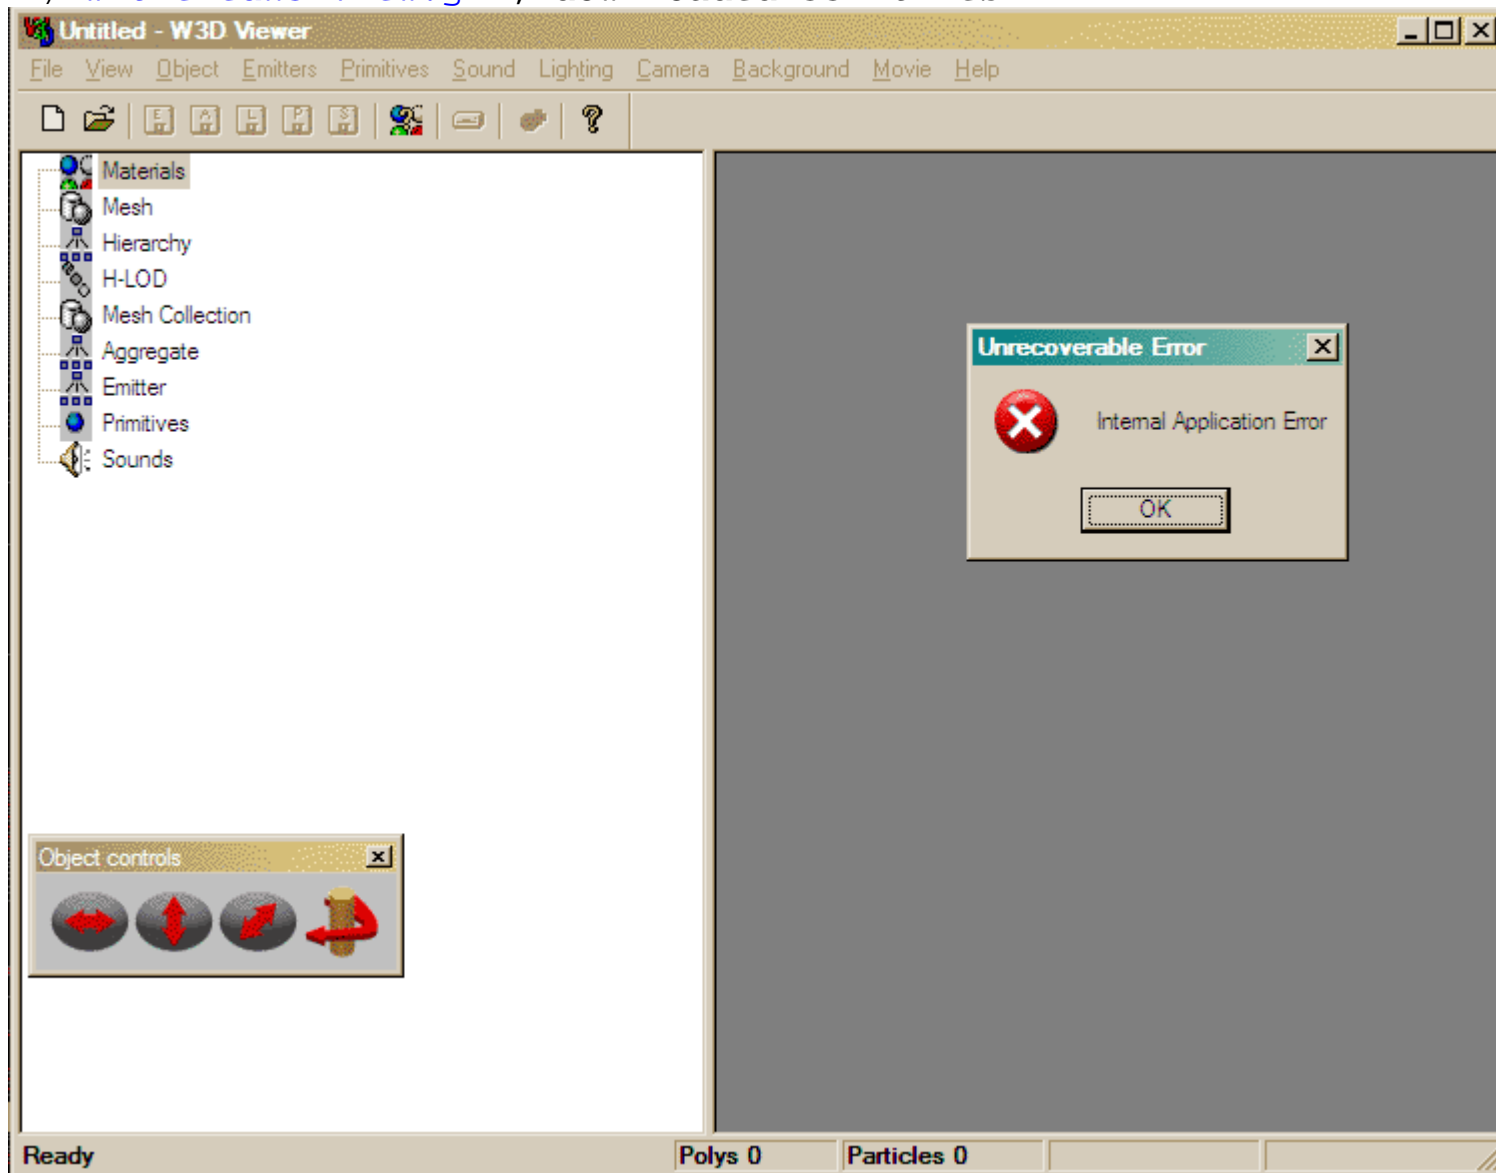 Untitled - W3D Viewer
File View Object Emitters Primitives Sound Lighting Camera Background Movie Help
E A L P S ?
Materials
Mesh
Hierarchy
H-LOD
Mesh Collection
Aggregate
Emitter
Primitives
Sounds
Unrecoverable Error
Internal Application Error
OK
Object controls
Ready Polys 0 Particles 0